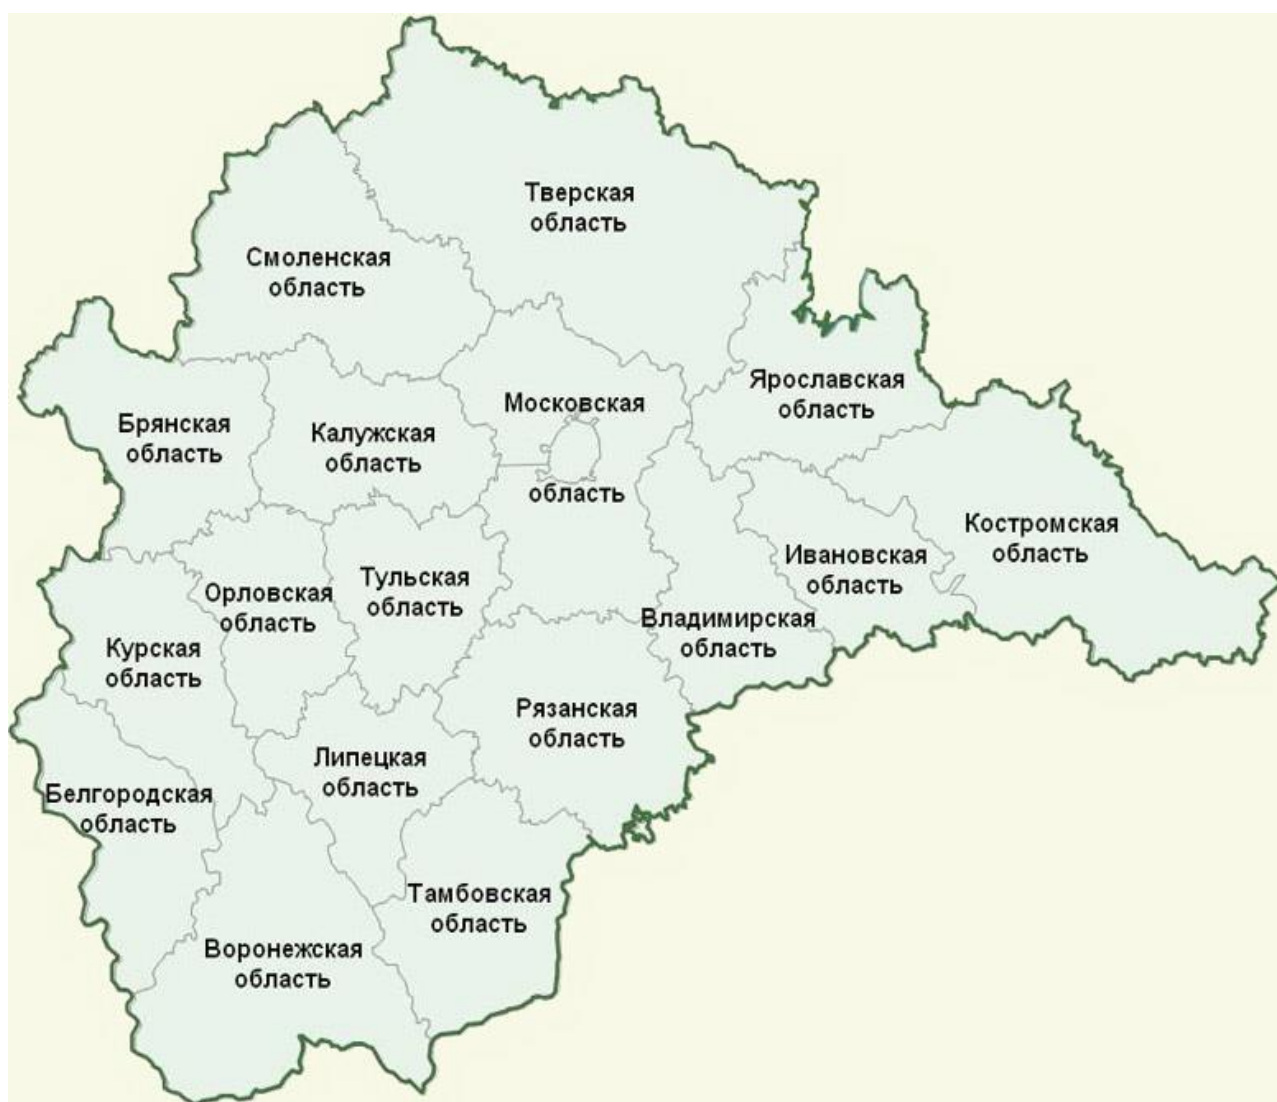 Тверская
область
Смоленская
область
Ярославская
область
Московская
область
Брянская
область
Калужская
область
Костромская
область
Ивановская
область
Тульская
область
Орловская
область
Владимирская
область
Курская
область
Рязанская
область
Липецкая
область
Белгородская
область
Тамбовская
область
Воронежская
область